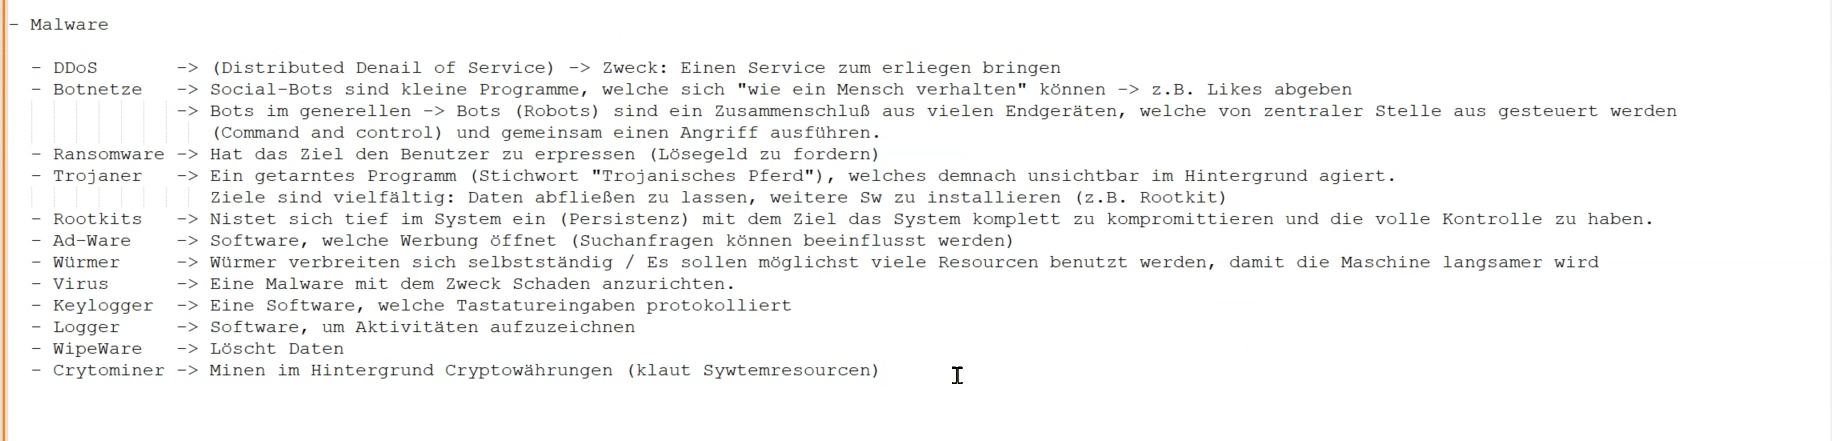 - Malware
- DDoS -> (Distributed Denail of Service) -> Zweck: Einen Service zum erliegen bringen
- Botnetze -> Social-Bots sind kleine Programme, welche sich "wie ein Mensch verhalten" können -> z.B. Likes abgeben
-> Bots im generellen -> Bots (Robots) sind ein Zusammenschluß aus vielen Endgeräten, welche von zentraler Stelle aus gesteuert werden
(Command and control) und gemeinsam einen Angriff ausführen.
- Ransomware -> Hat das Ziel den Benutzer zu erpressen (Lösegeld zu fordern)
- Trojaner -> Ein getarntes Programm (Stichwort "Trojanisches Pferd"), welches demnach unsichtbar im Hintergrund agiert.
Ziele sind vielfältig: Daten abfließen zu lassen, weitere Sw zu installieren (z.B. Rootkit)
- Rootkits -> Nistet sich tief im System ein (Persistenz) mit dem Ziel das System komplett zu kompromittieren und die volle Kontrolle zu haben.
- Ad-Ware -> Software, welche Werbung öffnet (Suchanfragen können beeinflusst werden)
- Würmer -> Würmer verbreiten sich selbstständig / Es sollen möglichst viele Resourcen benutzt werden, damit die Maschine langsamer wird
- Virus -> Eine Malware mit dem Zweck Schaden anzurichten.
- Keylogger -> Eine Software, welche Tastatureingaben protokolliert
- Logger -> Software, um Aktivitäten aufzuzeichnen
- WipeWare -> Löscht Daten
- Crytominer -> Minen im Hintergrund Cryptowährungen (klaut Sywtemresourcen)